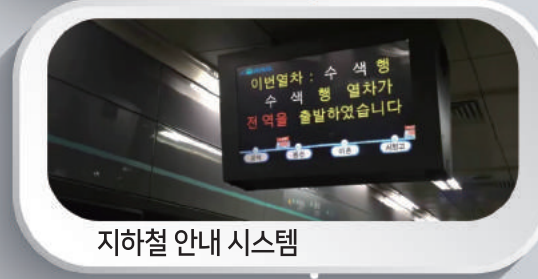 이번열차 : 수 색 행
수 색 행 열차가
전역을 출발하였습니다
지하철 안내 시스템